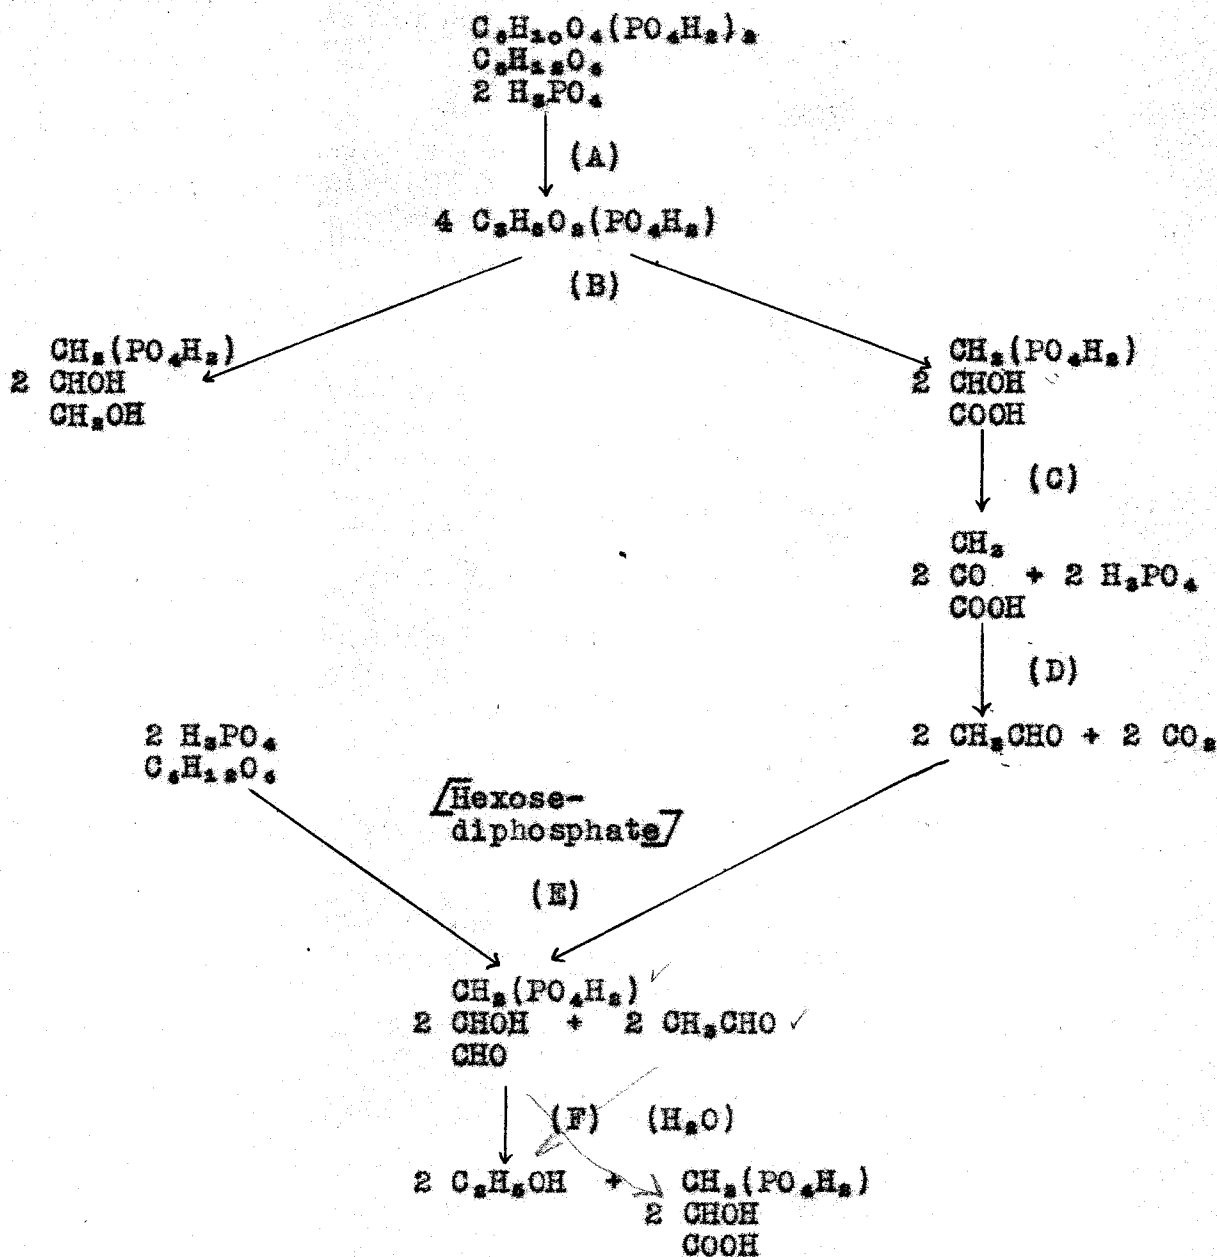 C₆H₁₀O₄(PO₄H₂)₂
C₆H₁₂O₆
2 H₃PO₄
(A)
4 C₃H₅O₂(PO₄H₂)
(B)
CH₂(PO₄H₂)
2 CHOH
CH₂OH
CH₂(PO₄H₂)
2 CHOH
COOH
(C)
CH₃
2 CO + 2 H₃PO₄
COOH
(D)
2 CH₃CHO + 2 CO₂
2 H₃PO₄
C₆H₁₂O₆
[Hexose-
diphosphate]
(E)
CH₂(PO₄H₂) ✓
2 CHOH + 2 CH₃CHO ✓
CHO
(F) (H₂O)
2 C₂H₅OH + CH₂(PO₄H₂)
2 CHOH
COOH